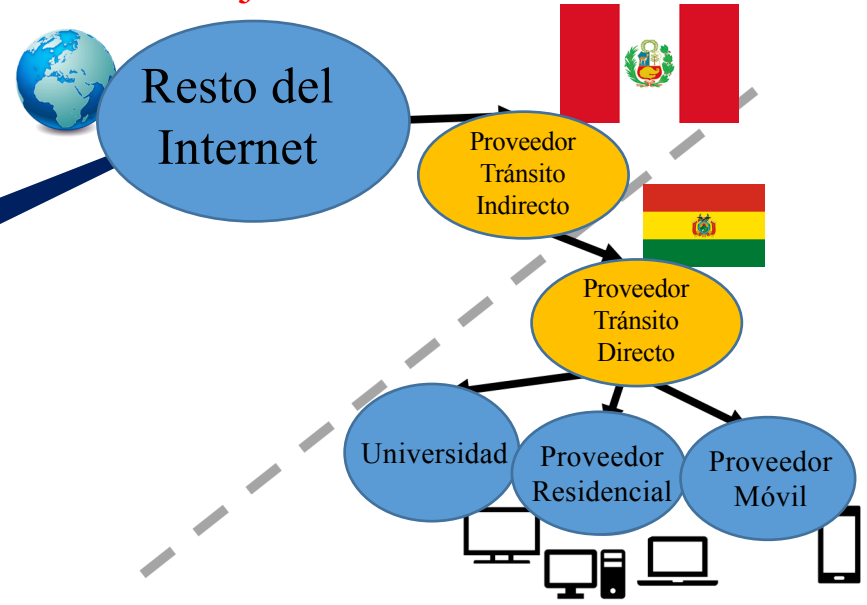 Resto del
Internet
Proveedor
Tránsito
Indirecto
Proveedor
Tránsito
Directo
Universidad
Proveedor
Residencial
Proveedor
Móvil